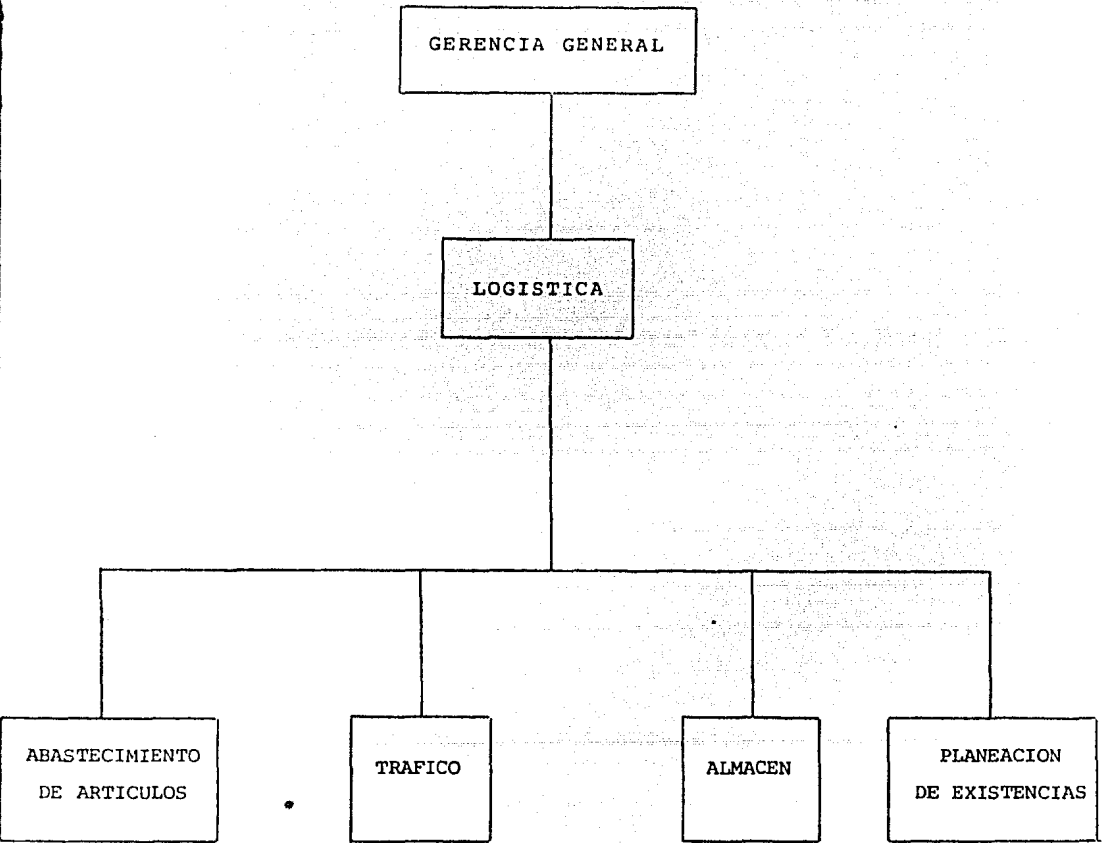 GERENCIA GENERAL
LOGISTICA
ABASTECIMIENTO
DE ARTICULOS
TRAFICO
ALMACEN
PLANEACION
DE EXISTENCIAS